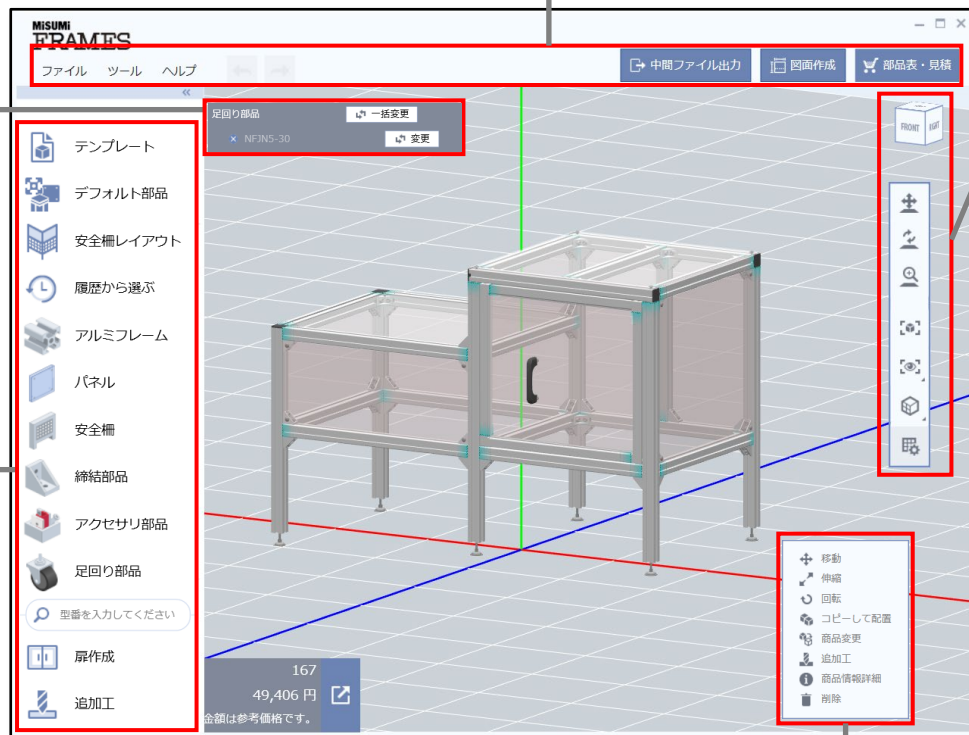 MiSUMi
FRAMES
ファイル ツール ヘルプ
中間ファイル出力 図面作成 部品表・見積
«
足回り部品 一括変更
NFJN5-30 変更
FRONT
テンプレート
デフォルト部品
安全柵レイアウト
履歴から選ぶ
アルミフレーム
パネル
安全柵
締結部品
アクセサリ部品
足回り部品
型番を入力してください
扉作成
追加工
移動
伸縮
回転
コピーして配置
商品変更
追加工
商品情報詳細
削除
167
49,406 円
金額は参考価格です。